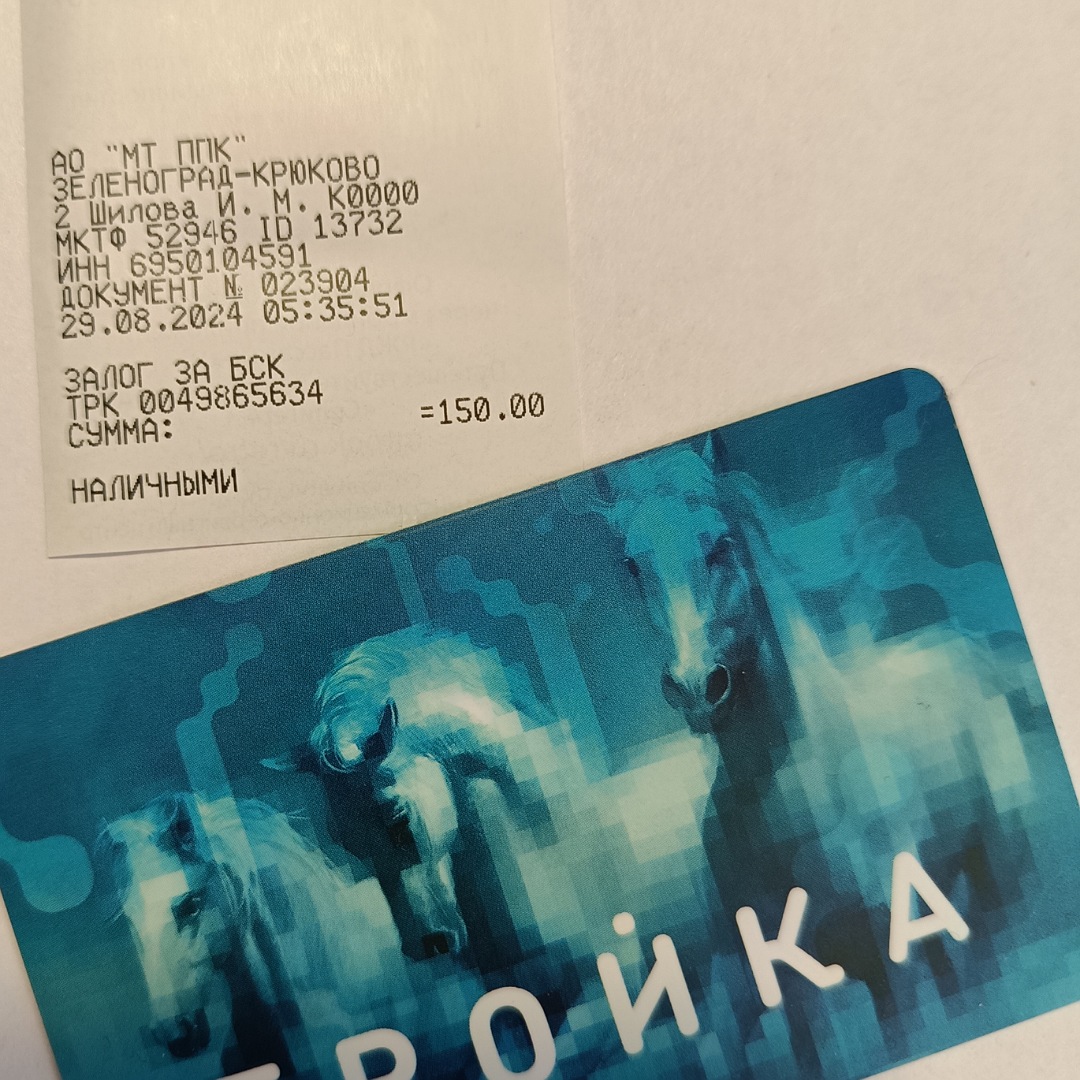 АО "МТ ППК"
ЗЕЛЕНОГРАД-КРЮКОВО
2 Шилова И. М. К0000
МКТФ 52946 ID 13732
ИНН 6950104591
ДОКУМЕНТ № 023904
29.08.2024 05:35:51
ЗАЛОГ ЗА БСК
ТРК 0049865634
СУММА: =150.00
НАЛИЧНЫМИ
ТРОЙКА